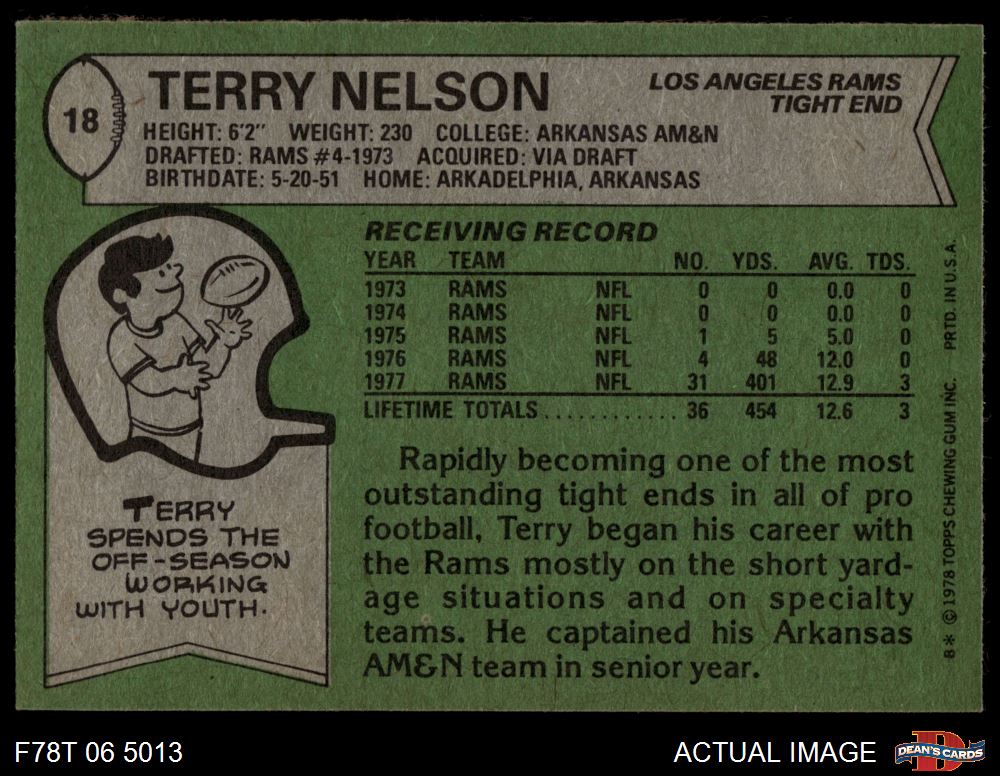 18
TERRY NELSON
LOS ANGELES RAMS
TIGHT END
HEIGHT: 6'2" WEIGHT: 230 COLLEGE: ARKANSAS AM&N
DRAFTED: RAMS #4-1973 ACQUIRED: VIA DRAFT
BIRTHDATE: 5-20-51 HOME: ARKADELPHIA, ARKANSAS
RECEIVING RECORD
YEAR TEAM NO. YDS. AVG. TDS.
1973 RAMS NFL 0 0 0.0 0
1974 RAMS NFL 0 0 0.0 0
1975 RAMS NFL 1 5 5.0 0
1976 RAMS NFL 4 48 12.0 0
1977 RAMS NFL 31 401 12.9 3
LIFETIME TOTALS............ 36 454 12.6 3
Rapidly becoming one of the most
outstanding tight ends in all of pro
football, Terry began his career with
the Rams mostly on the short yard-
age situations and on specialty
teams. He captained his Arkansas
AM&N team in senior year.
TERRY
SPENDS THE
OFF-SEASON
WORKING
WITH YOUTH.
8* ©1978 TOPPS CHEWING GUM INC. PRTD. IN U.S.A.
F78T 06 5013
ACTUAL IMAGE
DEAN'S CARDS